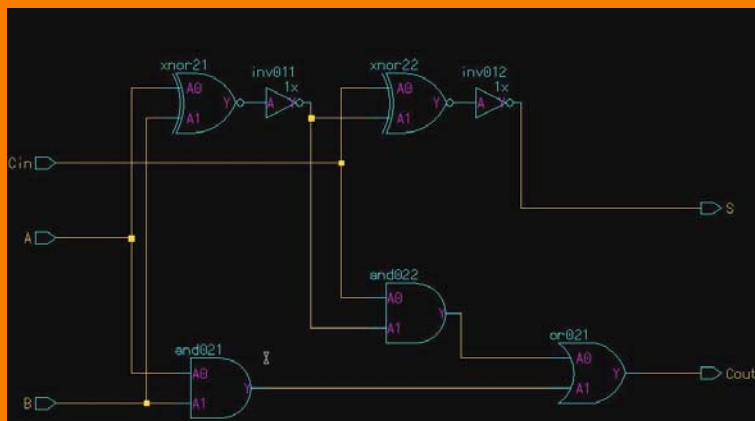 xnor21 inv011 xnor22 inv012
1x 1x
A0 Y A Y A0 Y A Y
A1 A1
Cin
S
A
and022
A0 Y
A1
and021 or021
A0 A0
Y Y Cout
B A1 A1